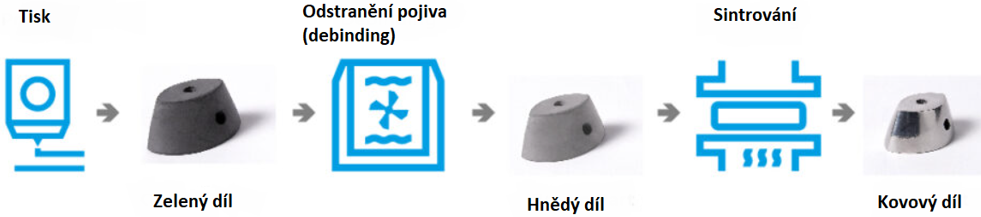 Tisk
Odstranění pojiva
(debinding)
Sintrování
Zelený díl
Hnědý díl
Kovový díl